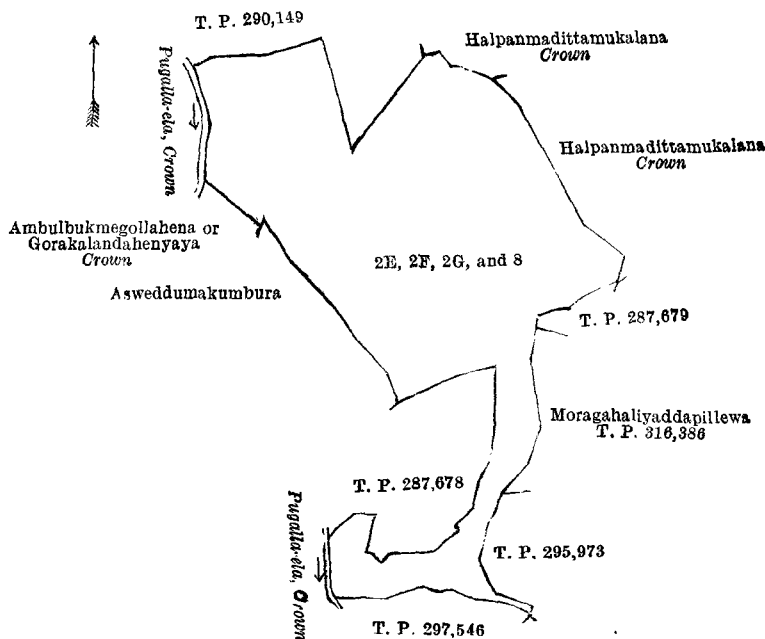 T. P. 290,149
Halpanmadittamukalana
Crown
Pugalla-ela, Crown
Halpanmadittamukalana
Crown
Ambulbukmegollahena or
Gorakalandahenyaya
Crown
2E, 2F, 2G, and 8
Asweddumakumbura
T. P. 287,679
Moragahaliyaddapillewa
T. P. 316,386
T. P. 287,678
Pugalla-ela, Crown
T. P. 295,973
T. P. 297,546